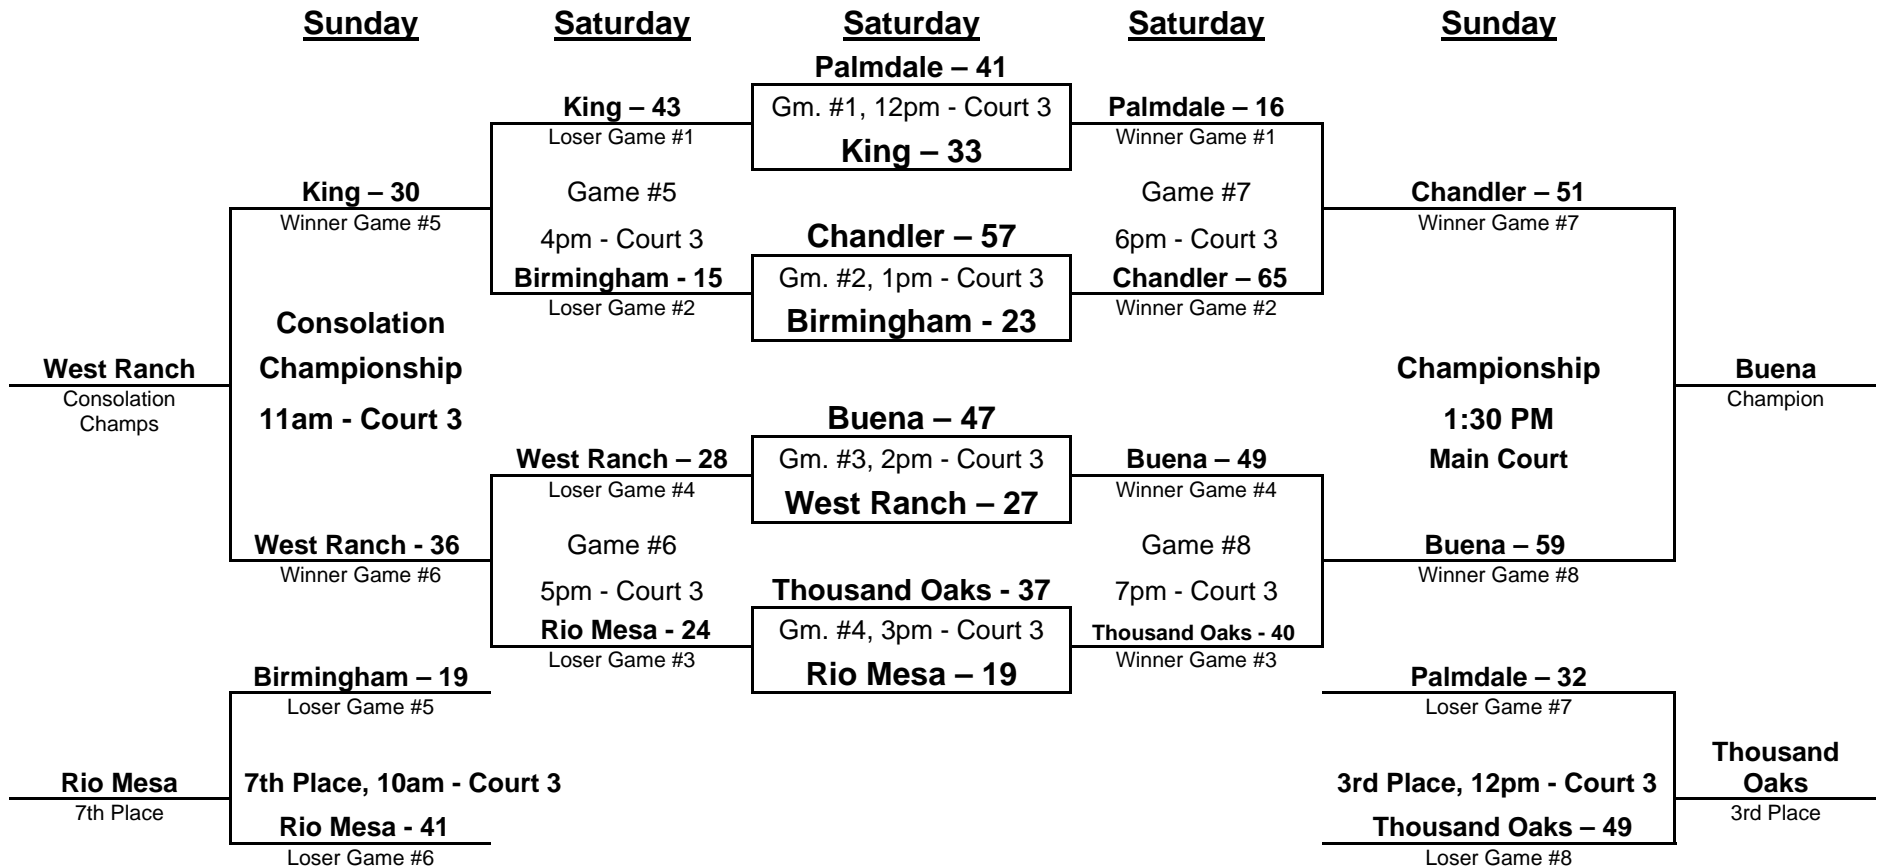 Sunday
Saturday
Saturday
Saturday
Sunday
Palmdale – 41
King – 43
Gm. #1, 12pm - Court 3
Palmdale – 16
Loser Game #1
Winner Game #1
King – 33
King – 30
Game #5
Game #7
Chandler – 51
Winner Game #5
Winner Game #7
4pm - Court 3
Chandler – 57
6pm - Court 3
Birmingham - 15
Gm. #2, 1pm - Court 3
Chandler – 65
Loser Game #2
Winner Game #2
Consolation
Birmingham - 23
West Ranch
Championship
Championship
Buena
Consolation
Champion
Champs
11am - Court 3
Buena – 47
1:30 PM
West Ranch – 28
Gm. #3, 2pm - Court 3
Buena – 49
Main Court
Loser Game #4
Winner Game #4
West Ranch – 27
West Ranch - 36
Game #6
Game #8
Buena – 59
Winner Game #6
Winner Game #8
5pm - Court 3
Thousand Oaks - 37
7pm - Court 3
Rio Mesa - 24
Gm. #4, 3pm - Court 3
Thousand Oaks - 40
Loser Game #3
Winner Game #3
Birmingham – 19
Rio Mesa – 19
Palmdale – 32
Loser Game #5
Loser Game #7
Thousand
Rio Mesa
7th Place, 10am - Court 3
3rd Place, 12pm - Court 3
Oaks
7th Place
3rd Place
Rio Mesa - 41
Thousand Oaks – 49
Loser Game #6
Loser Game #8